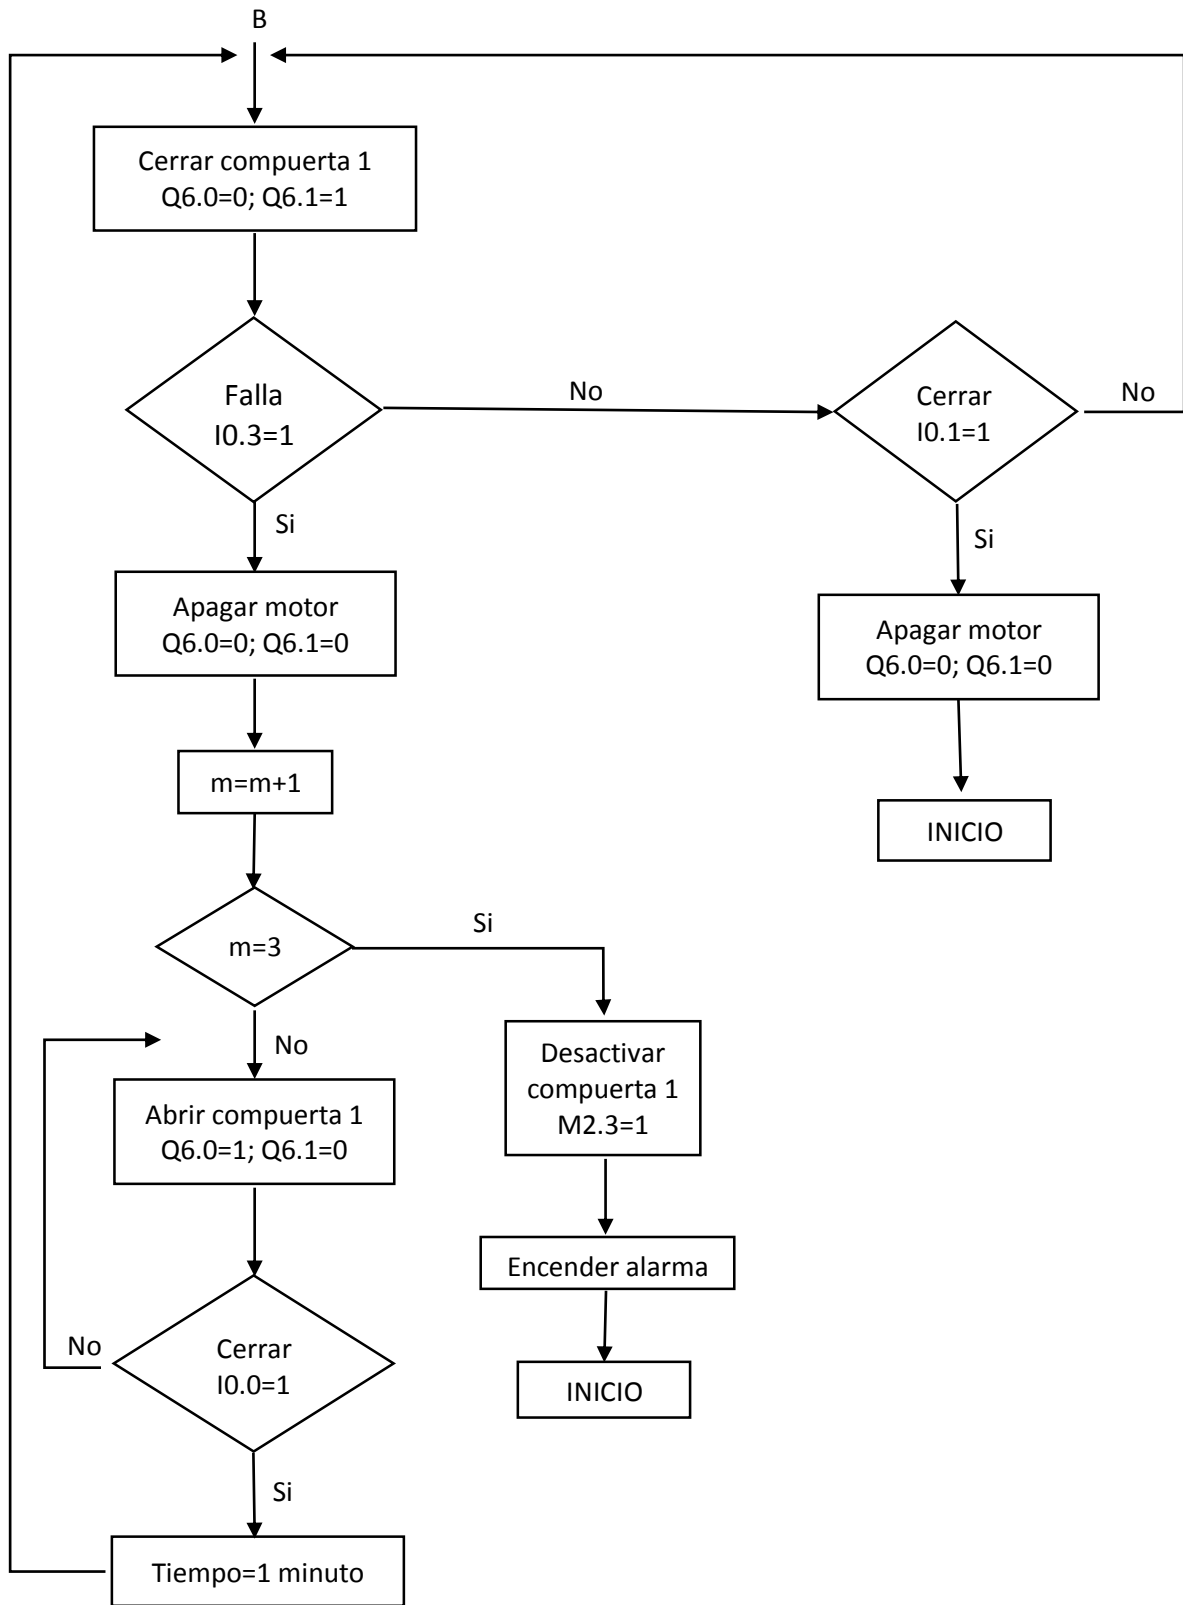 B
Cerrar compuerta 1
Q6.0=0; Q6.1=1
Falla
I0.3=1
No
Cerrar
I0.1=1
No
Si
Si
Apagar motor
Q6.0=0; Q6.1=0
Apagar motor
Q6.0=0; Q6.1=0
m=m+1
INICIO
m=3
Si
No
Desactivar
compuerta 1
M2.3=1
Abrir compuerta 1
Q6.0=1; Q6.1=0
Encender alarma
No
Cerrar
I0.0=1
INICIO
Si
Tiempo=1 minuto